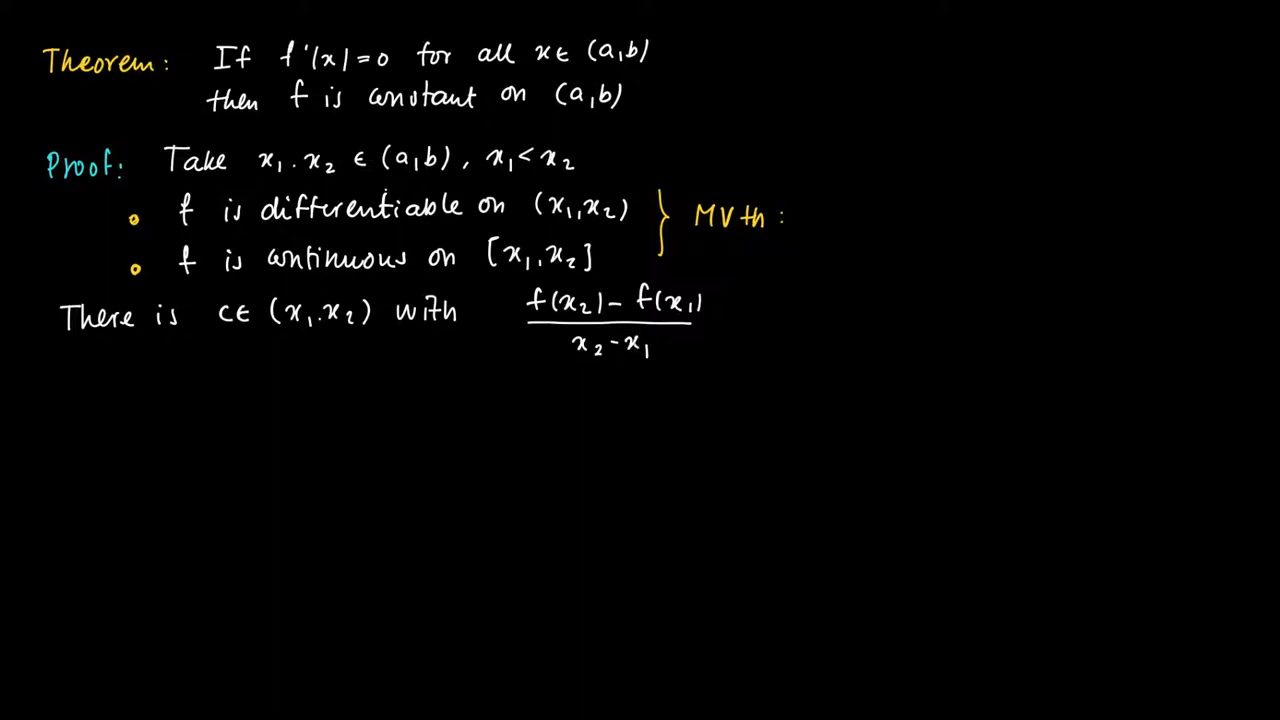 Theorem: If f'(x)=0 for all x∈ (a,b)
then f is constant on (a,b)
Proof: Take x₁, x₂ ∈ (a,b), x₁ < x₂
• f is differentiable on (x₁, x₂) } MV th :
• f is continuous on [x₁, x₂]
There is c∈ (x₁, x₂) with f(x₂) - f(x₁)
x₂ - x₁